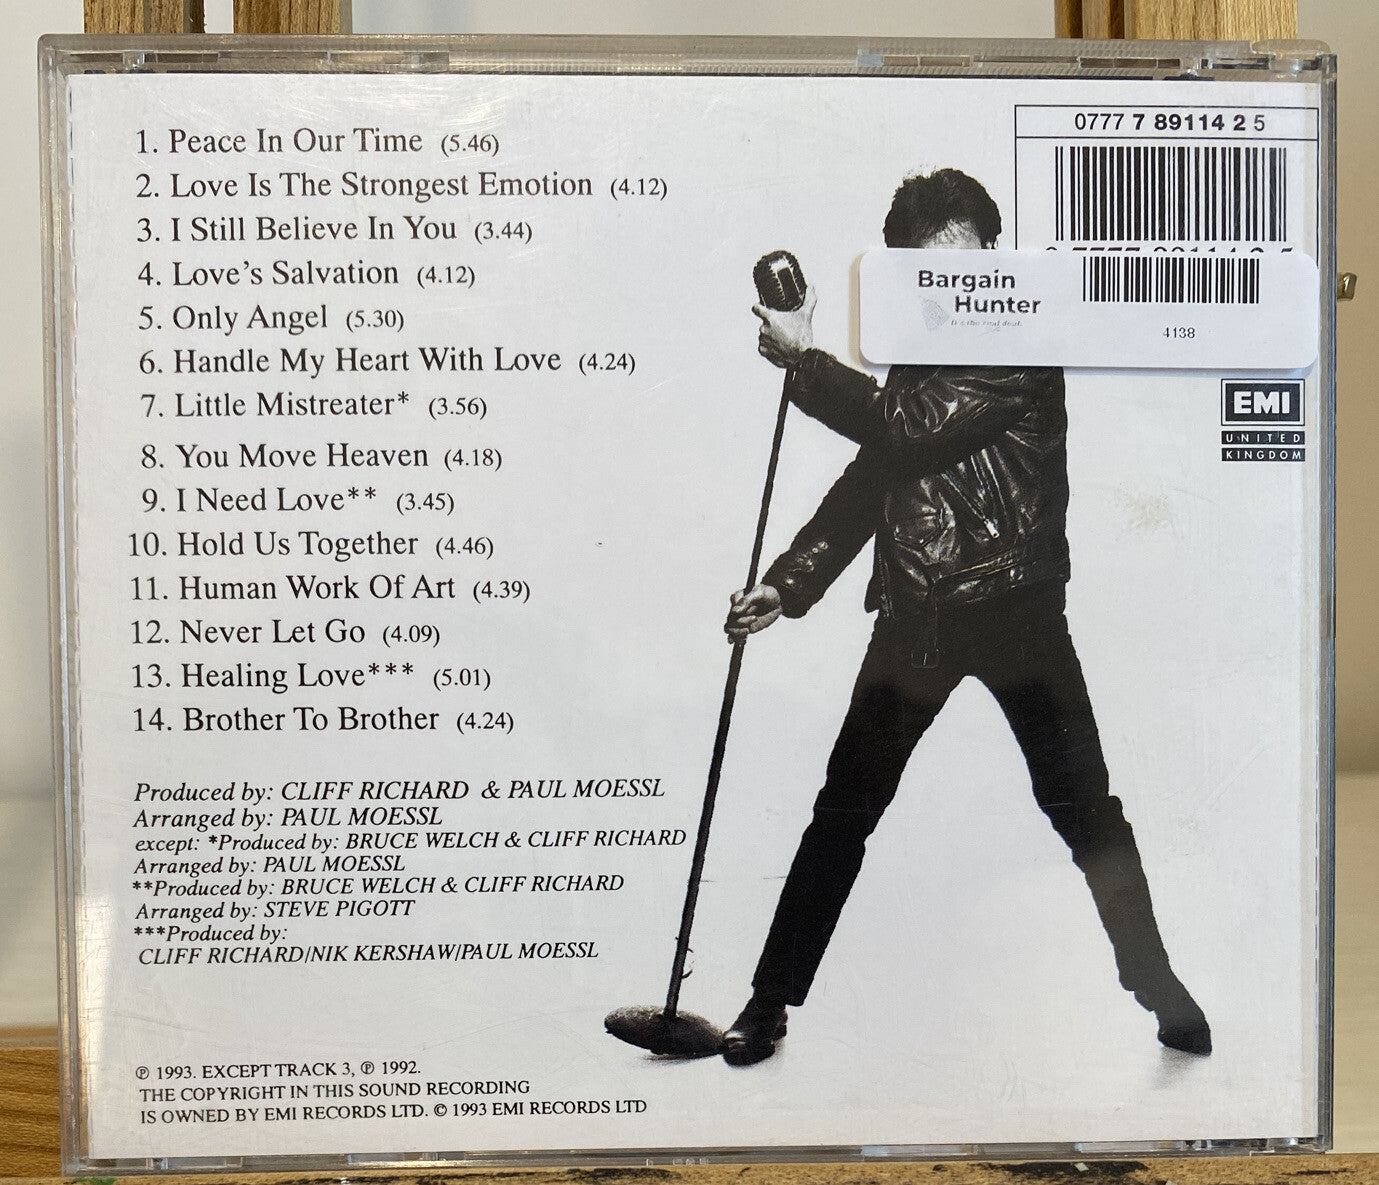 1. Peace In Our Time (5.46)
2. Love Is The Strongest Emotion (4.12)
3. I Still Believe In You (3.44)
4. Love's Salvation (4.12)
5. Only Angel (5.30)
6. Handle My Heart With Love (4.24)
7. Little Mistreater* (3.56)
8. You Move Heaven (4.18)
9. I Need Love** (3.45)
10. Hold Us Together (4.46)
11. Human Work Of Art (4.39)
12. Never Let Go (4.09)
13. Healing Love*** (5.01)
14. Brother To Brother (4.24)
Produced by: CLIFF RICHARD & PAUL MOESSL
Arranged by: PAUL MOESSL
except: *Produced by: BRUCE WELCH & CLIFF RICHARD
Arranged by: PAUL MOESSL
**Produced by: BRUCE WELCH & CLIFF RICHARD
Arranged by: STEVE PIGOTT
***Produced by:
CLIFF RICHARD/NIK KERSHAW/PAUL MOESSL
℗ 1993. EXCEPT TRACK 3, ℗ 1992.
THE COPYRIGHT IN THIS SOUND RECORDING
IS OWNED BY EMI RECORDS LTD. © 1993 EMI RECORDS LTD
0777 7 89114 2 5
Bargain
Hunter
It's the real deal.
4138
EMI
UNITED
KINGDOM